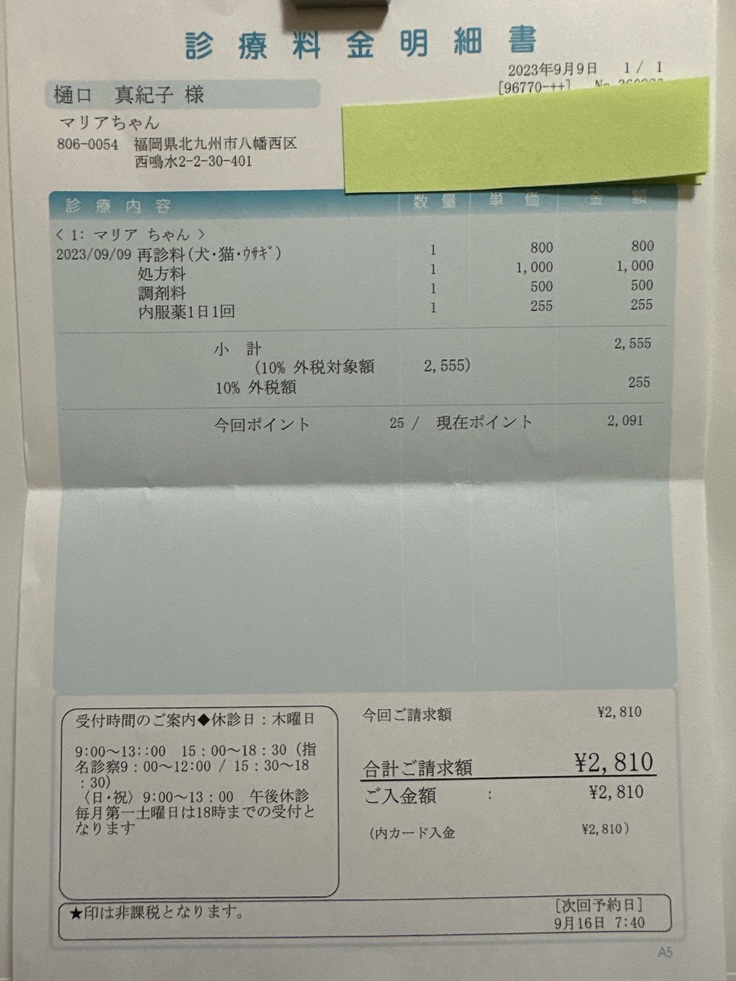 診療料金明細書
2023年9月9日 1 / 1
[96770-++] No
樋口 真紀子 様
マリアちゃん
806-0054 福岡県北九州市八幡西区
西鳴水2-2-30-401
診療内容 数量 単価 金額
< 1: マリア ちゃん >
2023/09/09 再診料(犬・猫・ｳｻｷﾞ) 1 800 800
処方料 1 1,000 1,000
調剤料 1 500 500
内服薬1日1回 1 255 255
小 計 2,555
(10% 外税対象額 2,555)
10% 外税額 255
今回ポイント 25 / 現在ポイント 2,091
受付時間のご案内◆休診日：木曜日
9:00～13::00 15：00～18：30（指
名診察9：00～12:00 / 15：30～18
：30)
（日・祝）9:00～13：00 午後休診
毎月第一土曜日は18時までの受付と
なります
今回ご請求額 ¥2,810
合計ご請求額 ¥2,810
ご入金額 : ¥2,810
(内カード入金 ¥2,810)
★印は非課税となります。
[次回予約日]
9月16日 7:40
A5